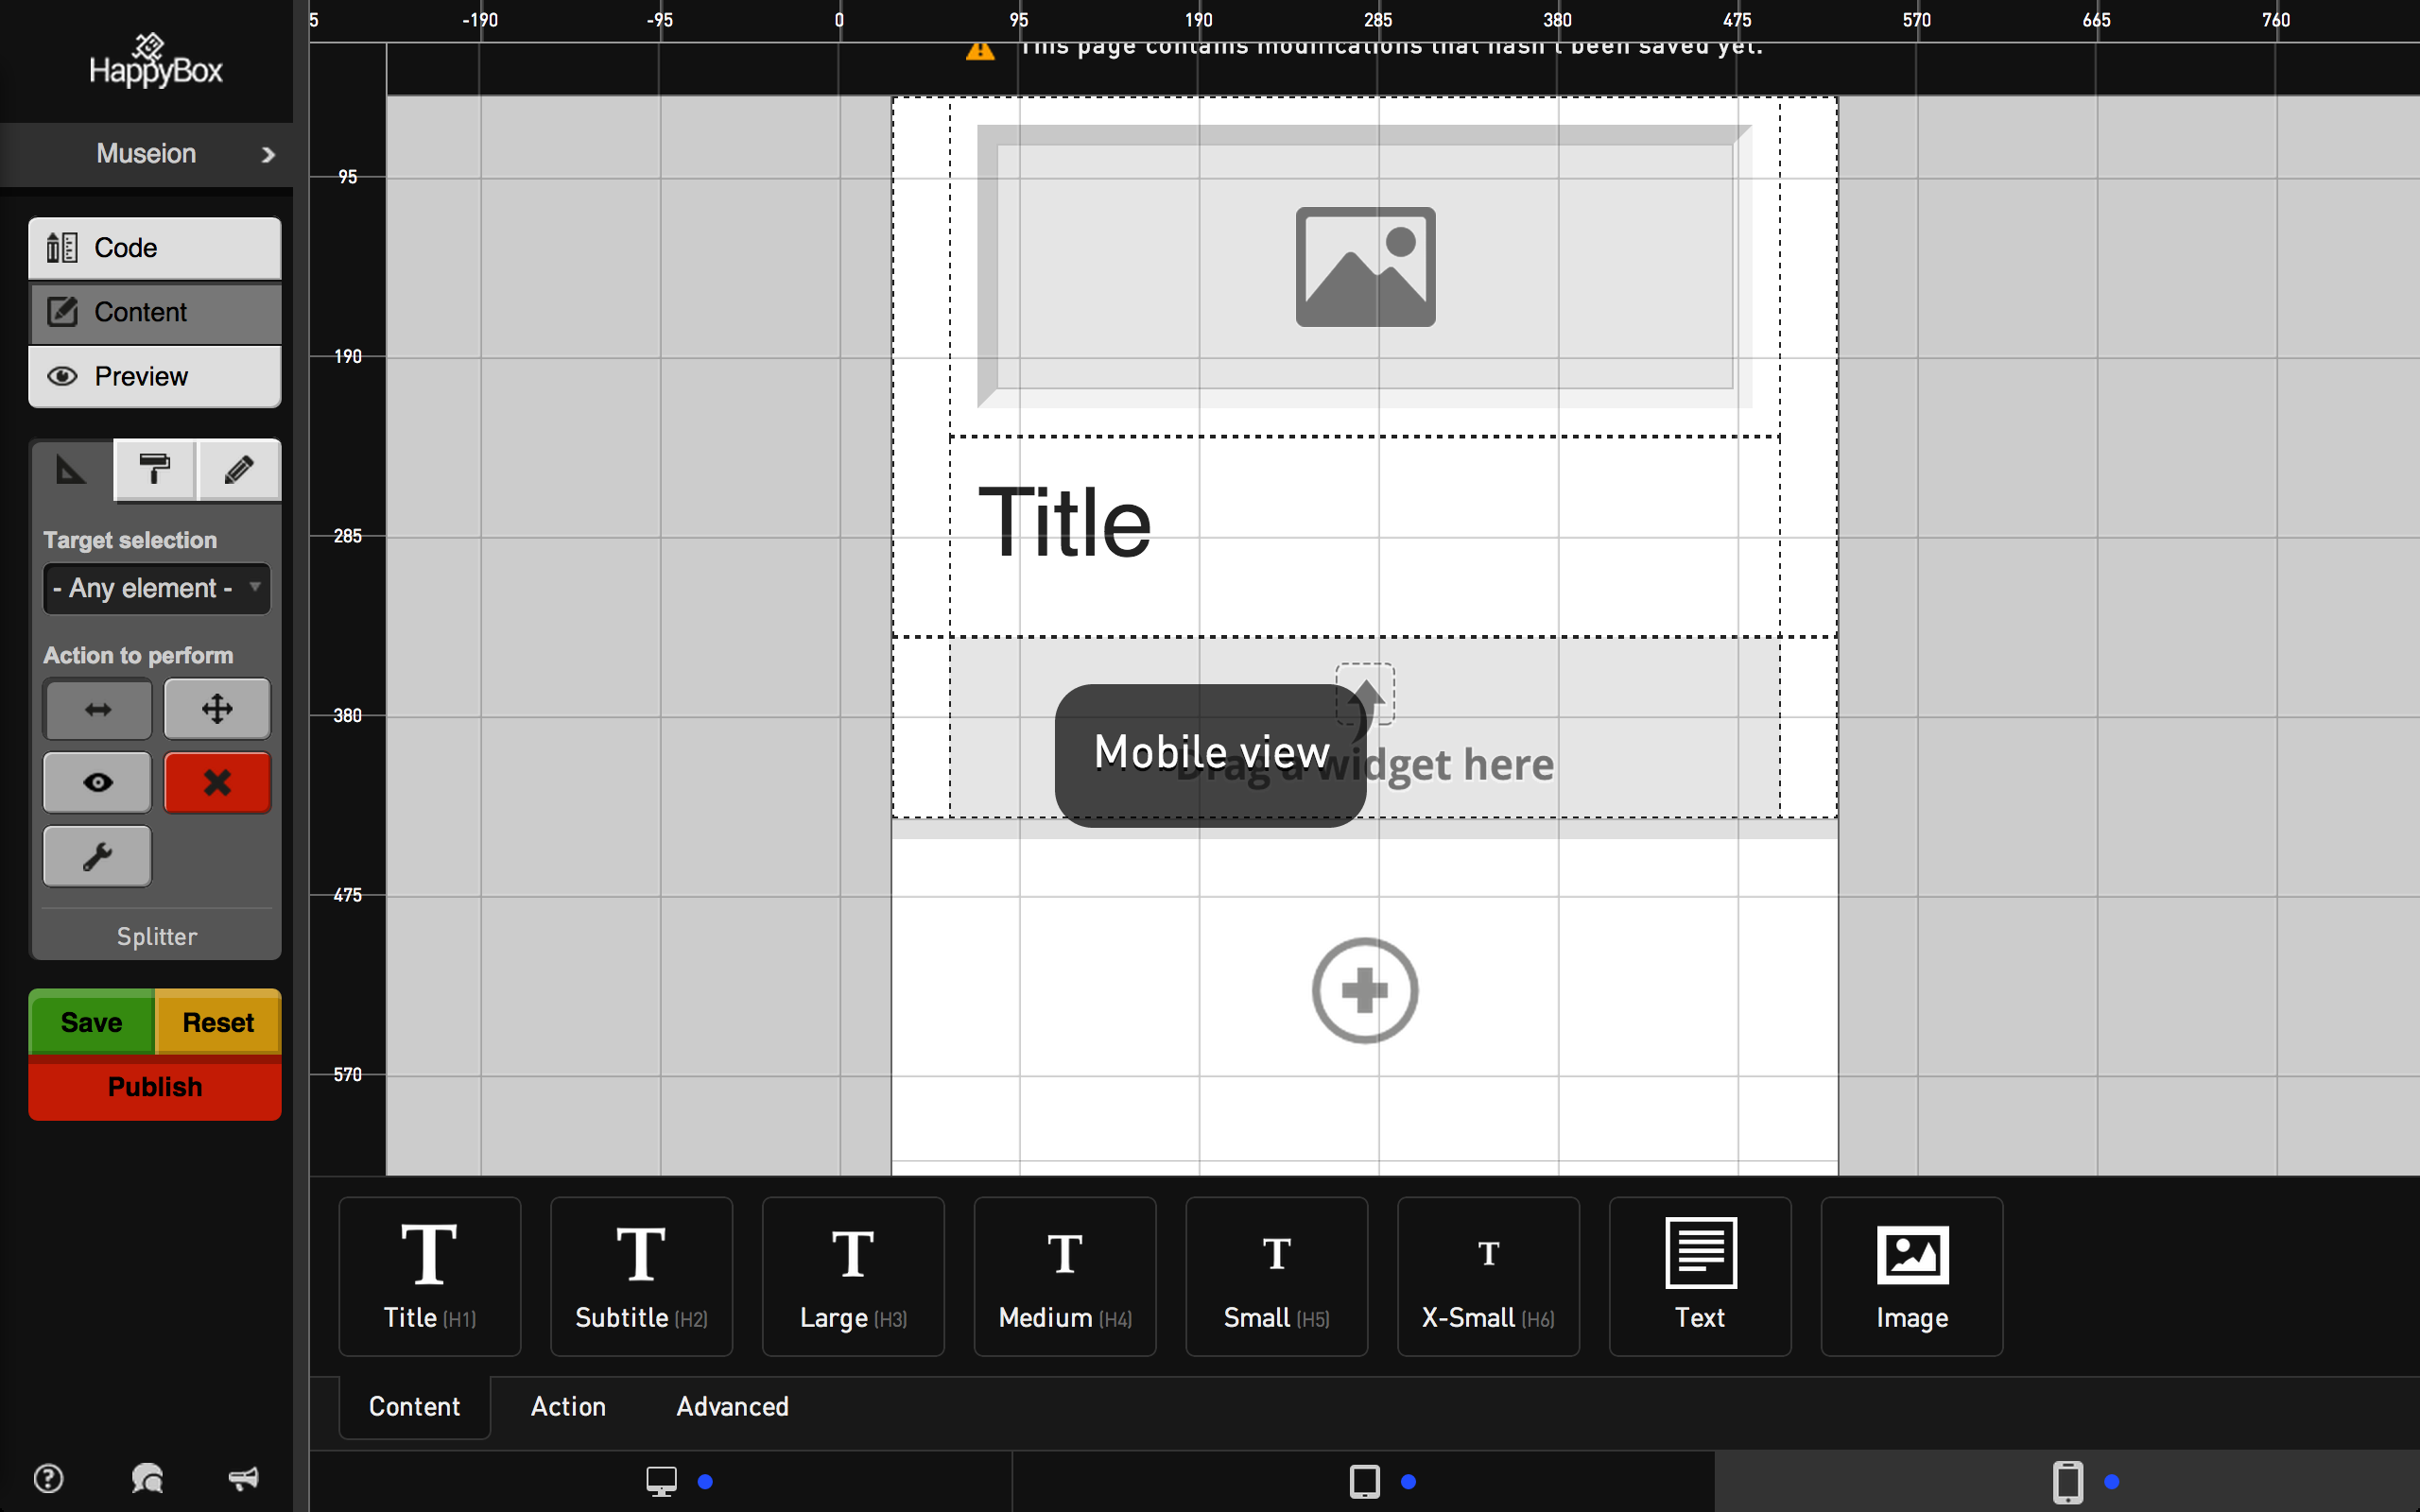 5 -190 -95 0 95 190 285 380 475 570 665 760
This page contains modifications that hasn't been saved yet.
HappyBox
Museion
Code
Content
Preview
Target selection
- Any element -
Action to perform
Splitter
Save Reset
Publish
95
190
285
380
475
570
Title
Mobile view
Drag a widget here
Title (H1)
Subtitle (H2)
Large (H3)
Medium (H4)
Small (H5)
X-Small (H6)
Text
Image
Content Action Advanced